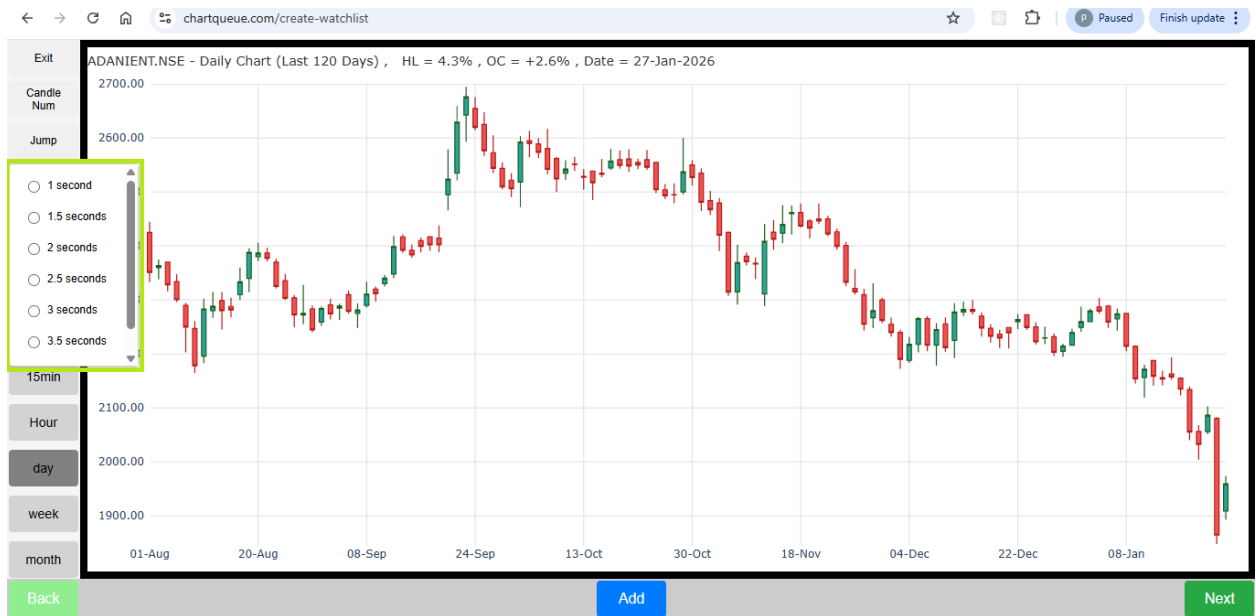 chartqueue.com/create-watchlist
P
Paused
Finish update
Exit
Candle
Num
Jump
1 second
1.5 seconds
2 seconds
2.5 seconds
3 seconds
3.5 seconds
15min
Hour
day
week
month
ADANIENT.NSE - Daily Chart (Last 120 Days) , HL = 4.3% , OC = +2.6% , Date = 27-Jan-2026
2700.00
2600.00
2100.00
2000.00
1900.00
01-Aug 20-Aug 08-Sep 24-Sep 13-Oct 30-Oct 18-Nov 04-Dec 22-Dec 08-Jan
Back
Add
Next